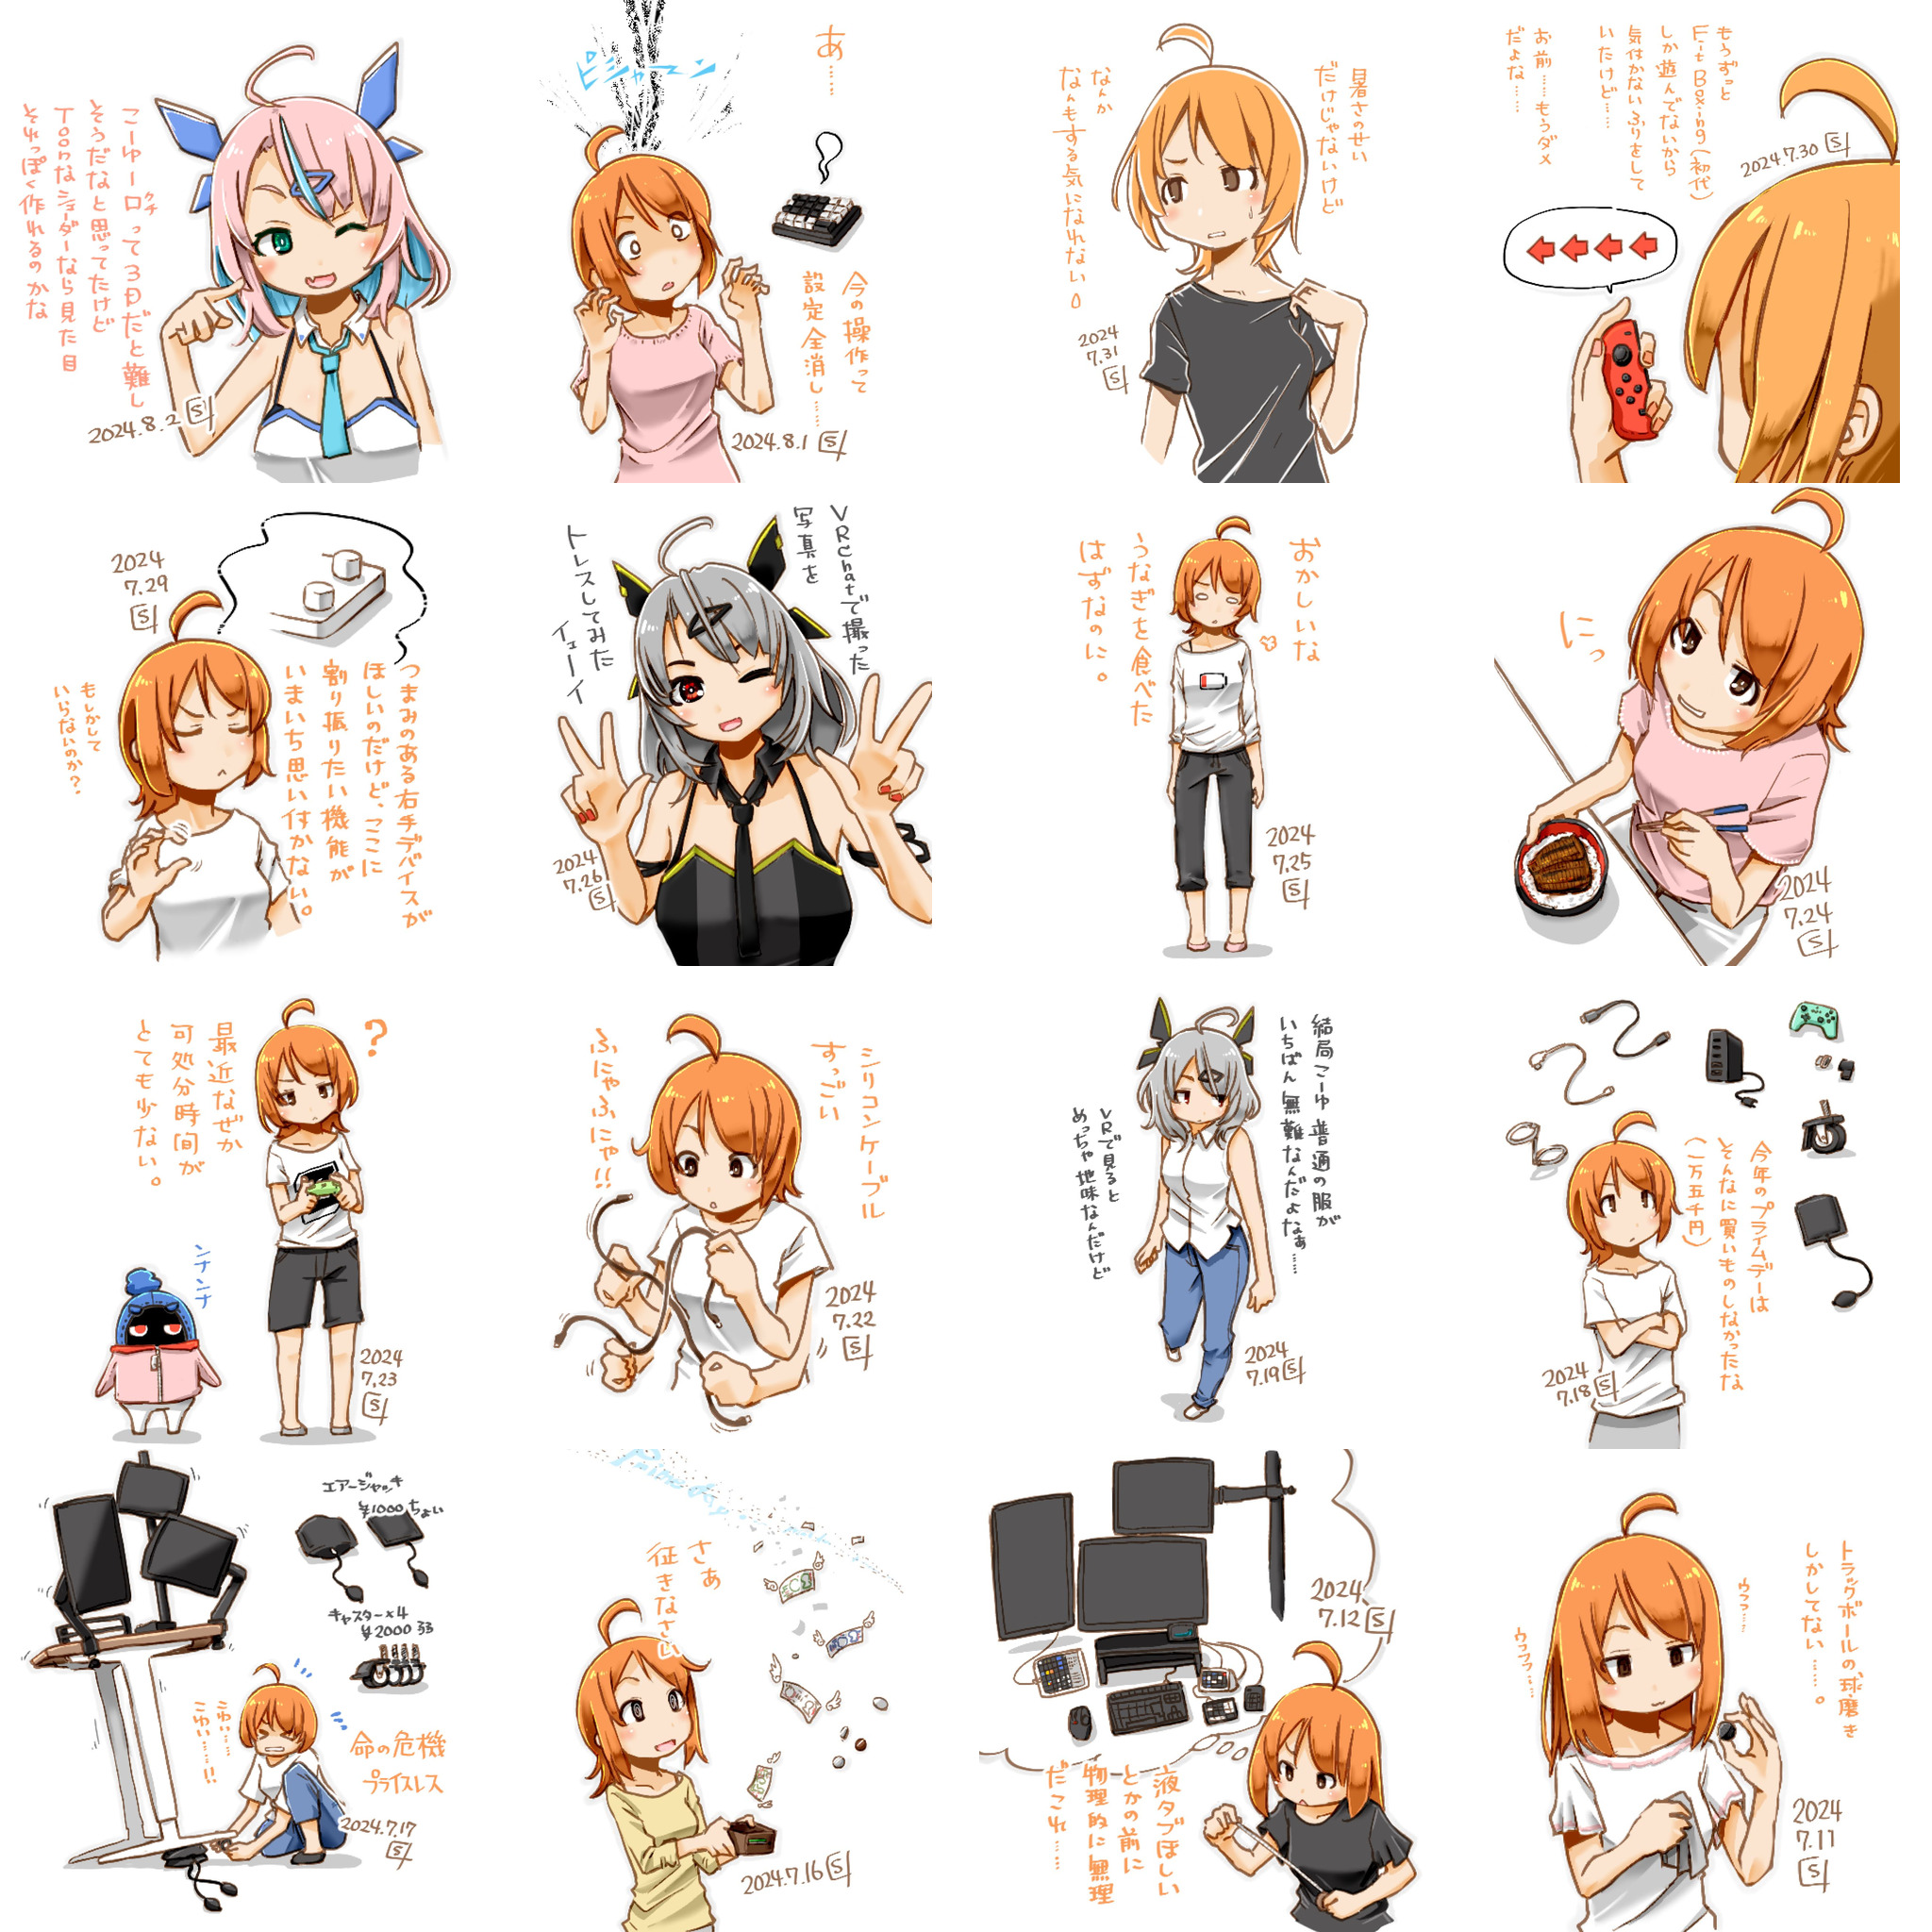 こーゆー口って3Dだと難し
クチ
そうだなと思ってたけど
Toonなシェーダーなら見た目
それっぽく作れるのかな
2024.8.2
S
あ……
ピシャーン
今の操作って
設定全消し……
2024.8.1
S
暑さのせい
だけじゃないけど
なんか
なんもする気になれない。
2024
7.31
S
もうずっと
Fit Boxing(初代)
しか遊んでないから
気付かないふりをして
いたけど……
お前……もうダメ
だよな……
2024.7.30
S
2024
7.29
S
つまみのある右手デバイスが
ほしいのだけど、ここに
割り振りたい機能が
いまいち思い付かない。
もしかして
いらないのか?
VRChatで撮った
写真を
トレスしてみた
イェーイ
2024
7.26
S
おかしいな
うなぎを食べた
はずなのに。
2024
7.25
S
にっ
2024
7.24
S
?
最近なぜか
可処分時間が
とても少ない。
ンナンナ
2024
7.23
S
シリコンケーブル
すっごい
ふにゃふにゃ!!
2024
7.22
S
結局こーゆ普通の服が
いちばん無難なんだよなぁ……
VRで見ると
めっちゃ地味なんだけど
2024
7.19
S
今年のプライムデーは
そんなに買いものしなかったな
(一万五千円)
2024
7.18
S
エアージャッキ
¥1000ちょい
キャスター×4
¥2000
こわい…
こわい……!!
命の危機
プライスレス
2024.7.17
S
さあ
征きなさい
2024.7.16
S
2024.
7.12
S
液タブほしい
とかの前に
物理的に無理
だこれ……
トラックボールの球磨き
しかしてない……。
ウフフ……
ウフフフ……
2024
7.11
S